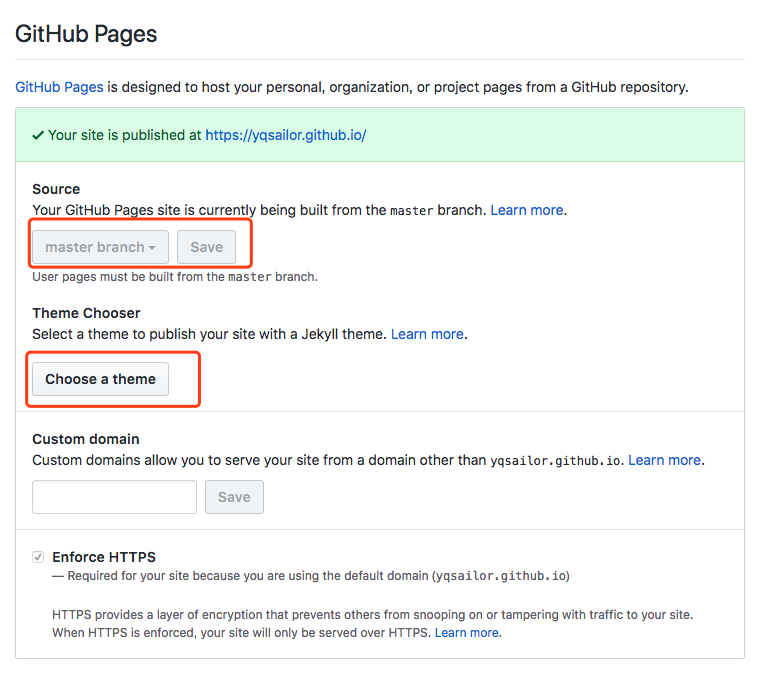 GitHub Pages
GitHub Pages is designed to host your personal, organization, or project pages from a GitHub repository.
Your site is published at https://yqsailor.github.io/
Source
Your GitHub Pages site is currently being built from the master branch. Learn more.
master branch Save
User pages must be built from the master branch.
Theme Chooser
Select a theme to publish your site with a Jekyll theme. Learn more.
Choose a theme
Custom domain
Custom domains allow you to serve your site from a domain other than yqsailor.github.io. Learn more.
Save
Enforce HTTPS
— Required for your site because you are using the default domain (yqsailor.github.io)
HTTPS provides a layer of encryption that prevents others from snooping on or tampering with traffic to your site.
When HTTPS is enforced, your site will only be served over HTTPS. Learn more.